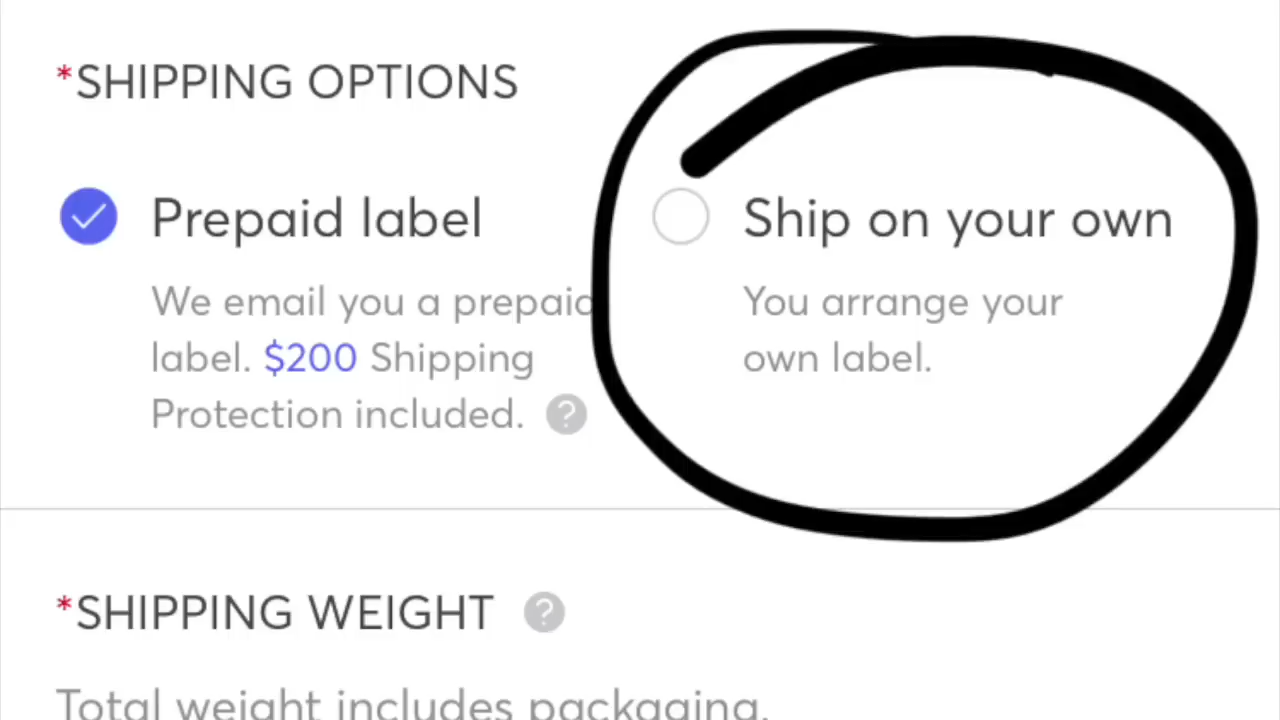 *SHIPPING OPTIONS
Prepaid label
We email you a prepaid
label. $200 Shipping
Protection included. ?
Ship on your own
You arrange your
own label.
*SHIPPING WEIGHT ?
Total weight includes packaging.